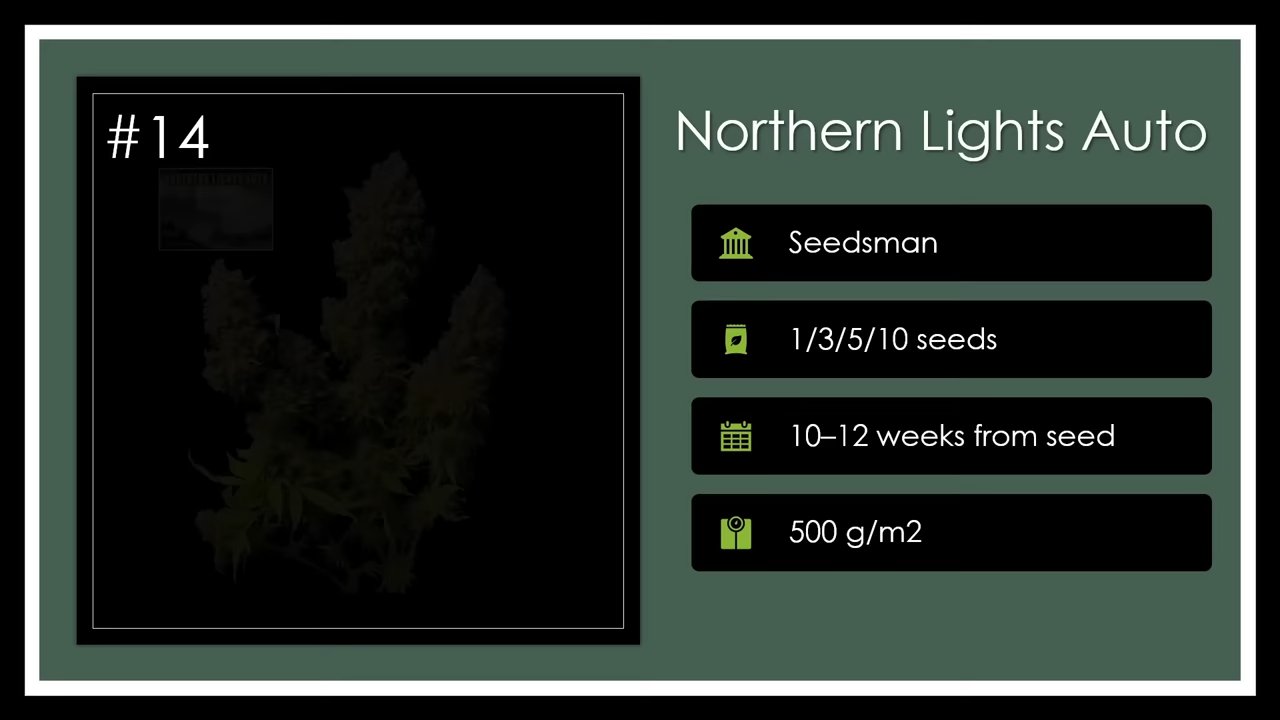 #14
Northern Lights Auto
Seedsman
1/3/5/10 seeds
10–12 weeks from seed
500 g/m2